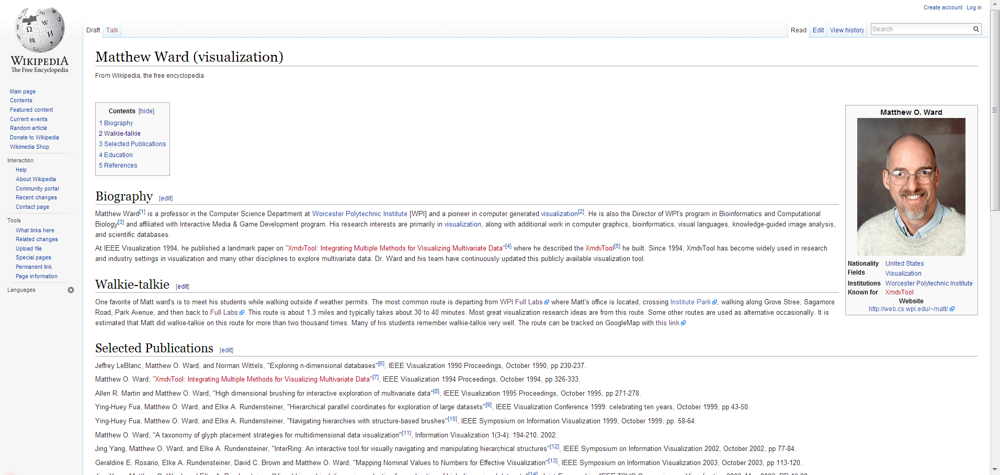 Create account Log in
Draft Talk
Read Edit View history Search
WIKIPEDIA
The Free Encyclopedia
Main page
Contents
Featured content
Current events
Random article
Donate to Wikipedia
Wikimedia Shop
Interaction
Help
About Wikipedia
Community portal
Recent changes
Contact page
Tools
What links here
Related changes
Upload file
Special pages
Permanent link
Page information
Languages
Matthew Ward (visualization)
From Wikipedia, the free encyclopedia
Contents [hide]
1 Biography
2 Walkie-talkie
3 Selected Publications
4 Education
5 References
Matthew O. Ward
Nationality United States
Fields Visualization
Institutions Worcester Polytechnic Institute
Known for XmdvTool
Website
http://web.cs.wpi.edu/~matt/
Biography [edit]
Matthew Ward[1] is a professor in the Computer Science Department at Worcester Polytechnic Institute [WPI] and a pioneer in computer generated visualization[2]. He is also the Director of WPI's program in Bioinformatics and Computational
Biology[3] and affiliated with Interactive Media & Game Development program. His research interests are primarily in visualization, along with additional work in computer graphics, bioinformatics, visual languages, knowledge-guided image analysis,
and scientific databases.
At IEEE Visualization 1994, he published a landmark paper on "XmdvTool: Integrating Multiple Methods for Visualizing Multivariate Data"[4] where he described the XmdvTool[5] he built. Since 1994, XmdvTool has become widely used in research
and industry settings in visualization and many other disciplines to explore multivariate data. Dr. Ward and his team have continuously updated this publicly available visualization tool.
Walkie-talkie [edit]
One favorite of Matt ward's is to meet his students while walking outside if weather permits. The most common route is departing from WPI Full Labs where Matt's office is located, crossing Institute Park, walking along Grove Stree, Sagamore
Road, Park Avenue, and then back to Full Labs. This route is about 1.3 miles and typically takes about 30 to 40 minutes. Most great visualization research ideas are from this route. Some other routes are used as alternative occasionally. It is
estimated that Matt did walkie-talkie on this route for more than two thousand times. Many of his students remember walkie-talkie very well. The route can be tracked on GoogleMap with this link
Selected Publications [edit]
Jeffrey LeBlanc, Matthew O. Ward, and Norman Wittels, "Exploring n-dimensional databases"[6], IEEE Visualization 1990 Proceedings, October 1990, pp 230-237.
Matthew O. Ward, "XmdvTool: Integrating Multiple Methods for Visualizing Multivariate Data"[7], IEEE Visualization 1994 Proceedings, October 1994, pp 326-333.
Allen R. Martin and Matthew O. Ward, "High dimensional brushing for interactive exploration of multivariate data"[8], IEEE Visualization 1995 Proceedings, October 1995, pp 271-278.
Ying-Huey Fua, Matthew O. Ward, and Elke A. Rundensteiner, "Hierarchical parallel coordinates for exploration of large datasets"[9], IEEE Visualization Conference 1999: celebrating ten years, October 1999, pp 43-50.
Ying-Huey Fua, Matthew O. Ward, and Elke A. Rundensteiner, "Navigating hierarchies with structure-based brushes"[10], IEEE Symposium on Information Visualization 1999, October 1999, pp. 58-64.
Matthew O. Ward, "A taxonomy of glyph placement strategies for multidimensional data visualization"[11], Information Visualization 1(3-4): 194-210, 2002.
Jing Yang, Matthew O. Ward, and Elke A. Rundensteiner, "InterRing: An interactive tool for visually navigating and manipulating hierarchical structures"[12], IEEE Symposium on Information Visualization 2002, October 2002, pp 77-84.
Geraldine E. Rosario, Elke A. Rundensteiner, David C. Brown and Matthew O. Ward, "Mapping Nominal Values to Numbers for Effective Visualization"[13], IEEE Symposium on Information Visualization 2003, October 2003, pp 113-120.